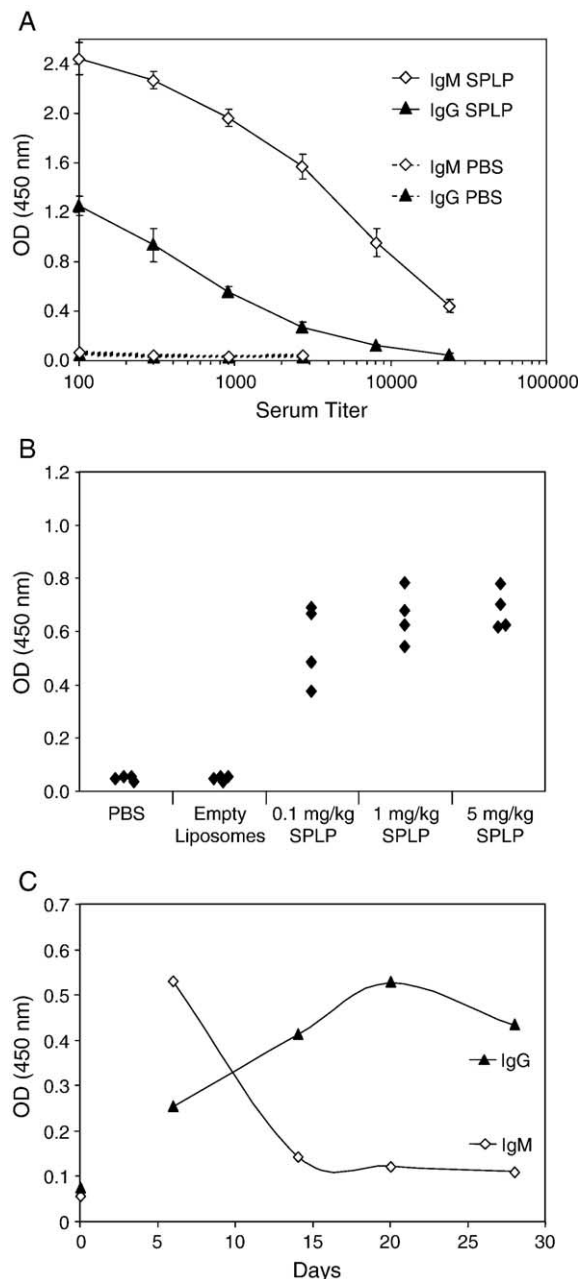 A
OD (450 nm)
2.4
2.0
1.6
1.2
0.8
0.4
0.0
IgM SPLP
IgG SPLP
IgM PBS
IgG PBS
100
1000
10000
100000
Serum Titer
B
OD (450 nm)
1.2
1.0
0.8
0.6
0.4
0.2
0.0
PBS
Empty
Liposomes
0.1 mg/kg
SPLP
1 mg/kg
SPLP
5 mg/kg
SPLP
C
OD (450 nm)
0.7
0.6
0.5
0.4
0.3
0.2
0.1
0
IgG
IgM
0
5
10
15
20
25
30
Days